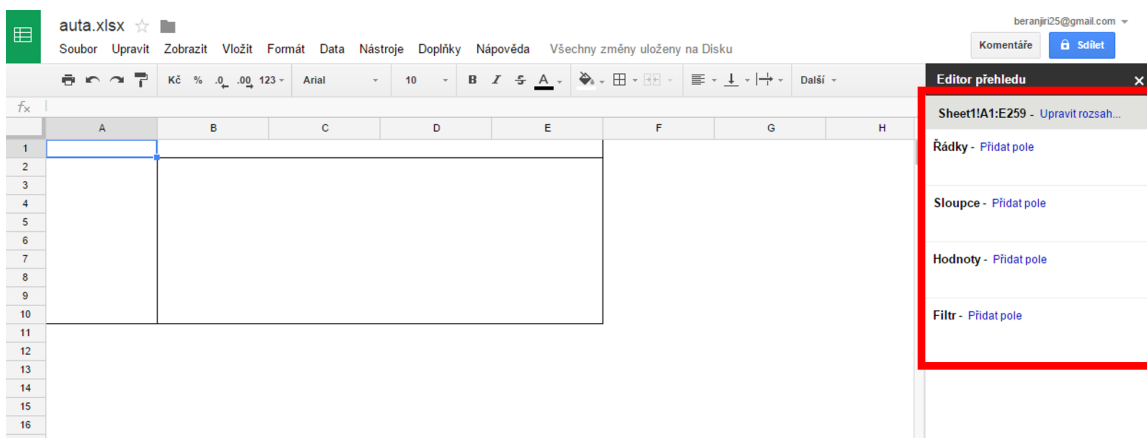 auta.xlsx
beranjiri25@gmail.com
Soubor Upravit Zobrazit Vložit Formát Data Nástroje Doplňky Nápověda Všechny změny uloženy na Disku
Komentáře Sdílet
Kč % .0 .00 123 Arial 10 B I S A Další
Editor přehledu x
fx
A B C D E F G H
Sheet1!A1:E259 - Upravit rozsah...
Řádky - Přidat pole
Sloupce - Přidat pole
Hodnoty - Přidat pole
Filtr - Přidat pole
1
2
3
4
5
6
7
8
9
10
11
12
13
14
15
16